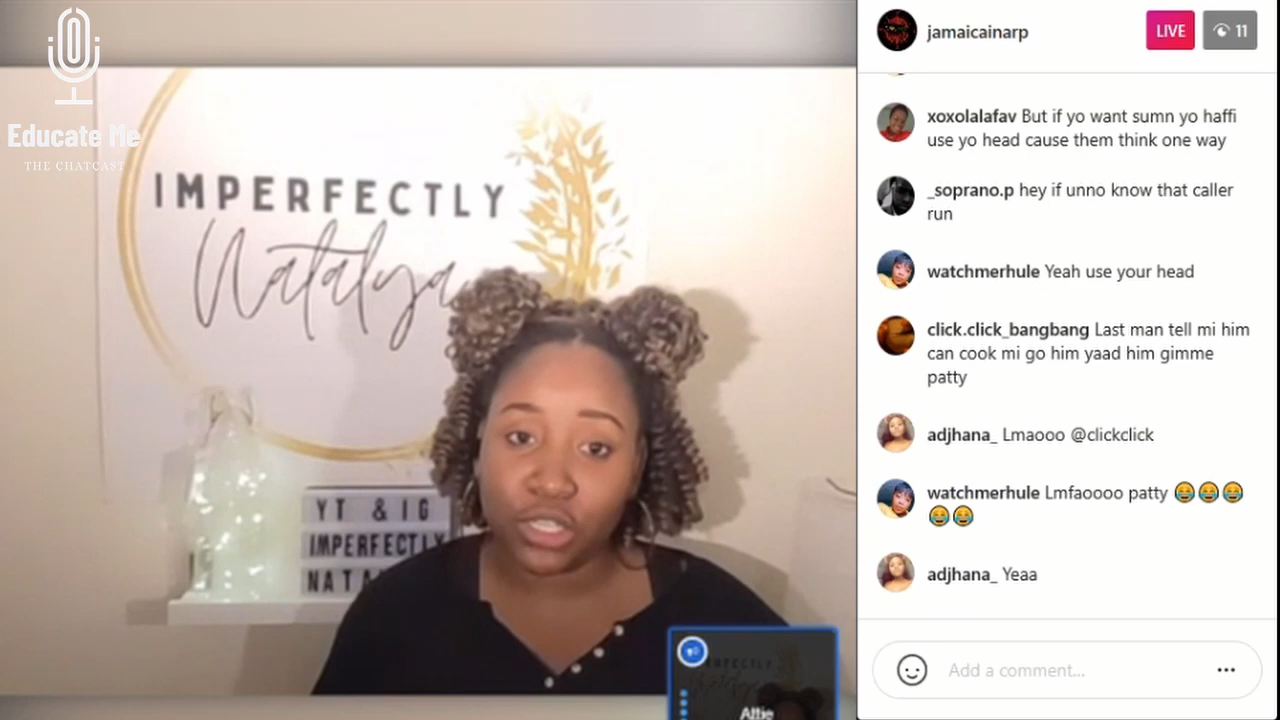 Educate Me
THE CHATCAST
IMPERFECTLY
Natalya
YT & IG
IMPERFECTLY
NATA
Attie
jamaicainarp
LIVE
11
xoxolalafav But if yo want sumn yo haffi
use yo head cause them think one way
_soprano.p hey if unno know that caller
run
watchmerhule Yeah use your head
click.click_bangbang Last man tell mi him
can cook mi go him yaad him gimme
patty
adjhana_ Lmaooo @clickclick
watchmerhule Lmfaoooo patty 😂😂😂
😂😂
adjhana_ Yeaa
Add a comment...